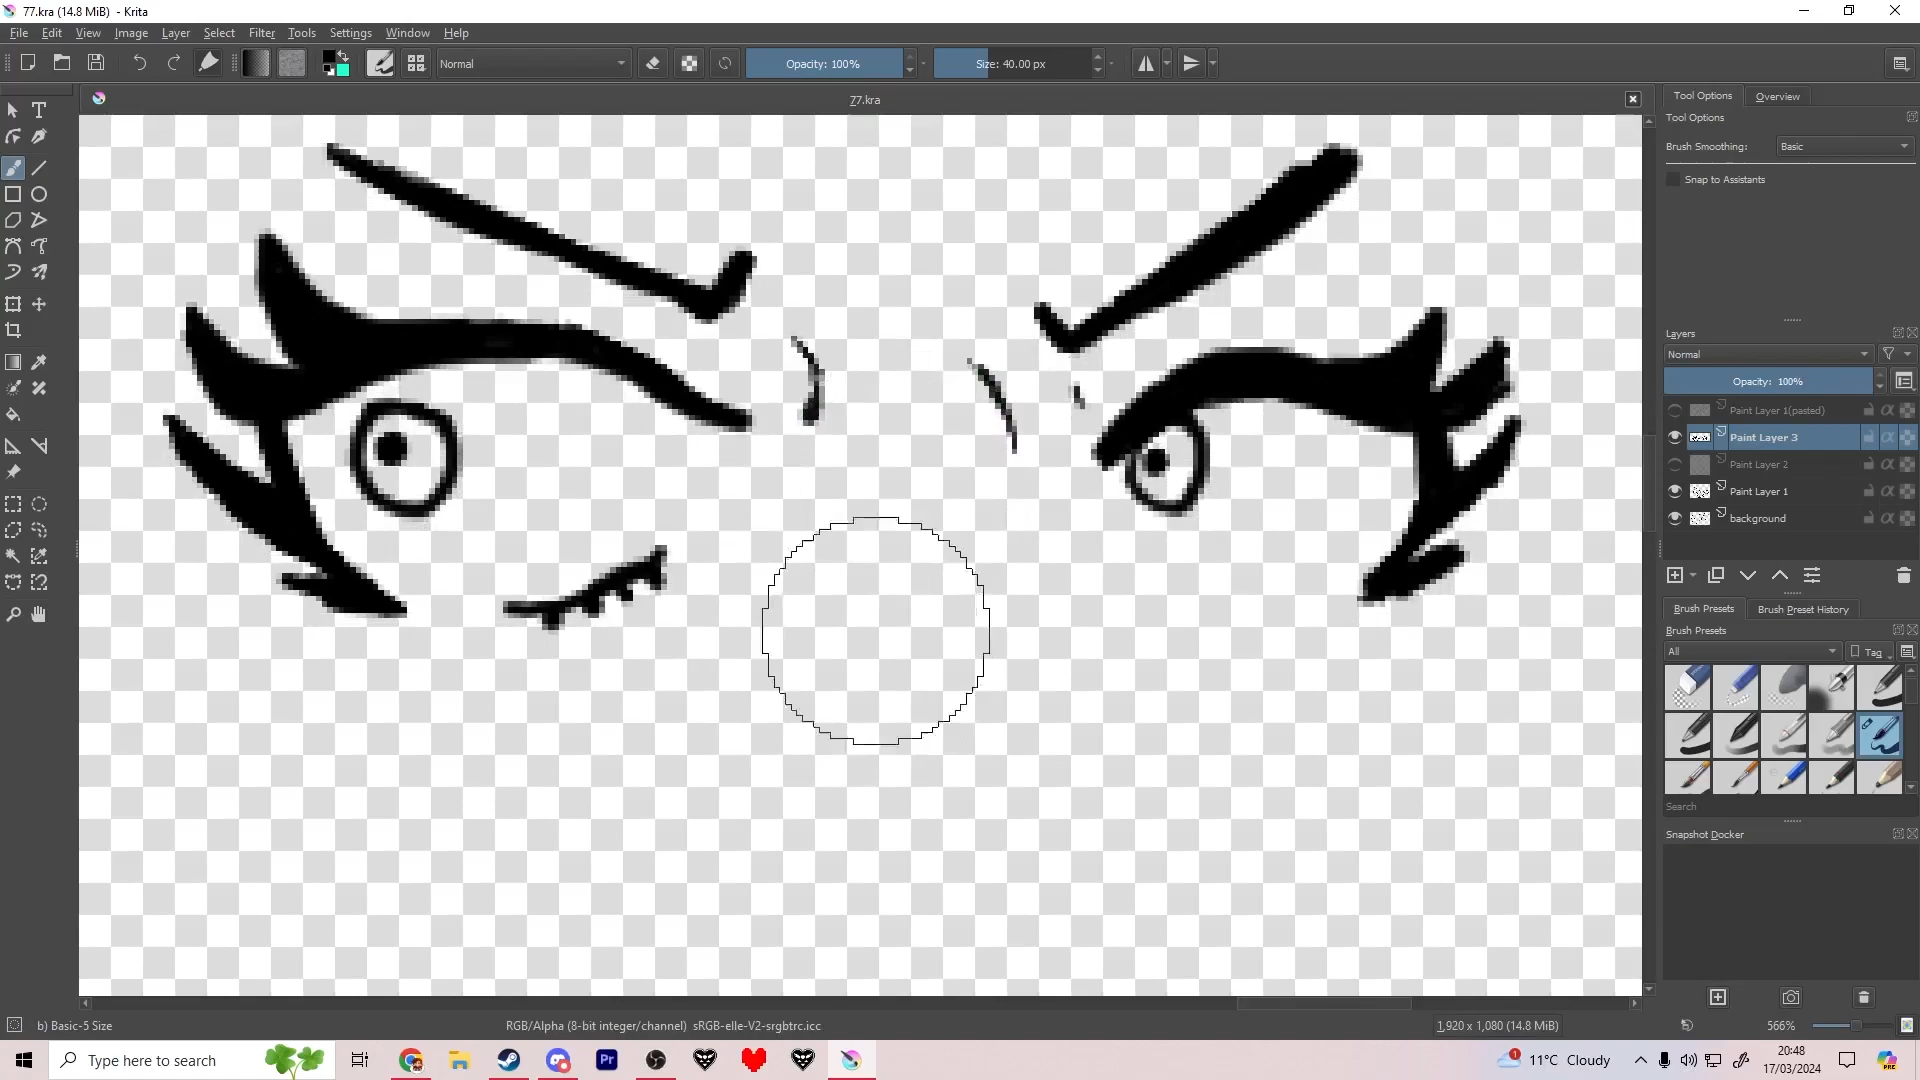 77.kra (14.8 MiB) - Krita
File Edit View Image Layer Select Filter Tools Settings Window Help
Normal
Opacity: 100%
Size: 40.00 px
77.kra
Tool Options Overview
Tool Options
Brush Smoothing: Basic
Snap to Assistants
Layers
Normal
Opacity: 100%
Paint Layer 1(pasted)
Paint Layer 3
Paint Layer 2
Paint Layer 1
background
Brush Presets Brush Preset History
Brush Presets
All Tag
Search
Snapshot Docker
b) Basic-5 Size
RGB/Alpha (8-bit integer/channel) sRGB-elle-V2-srgbtrc.icc
1,920 x 1,080 (14.8 MiB)
566%
Type here to search
Pr
1
11°C Cloudy
20:48
17/03/2024
PRE